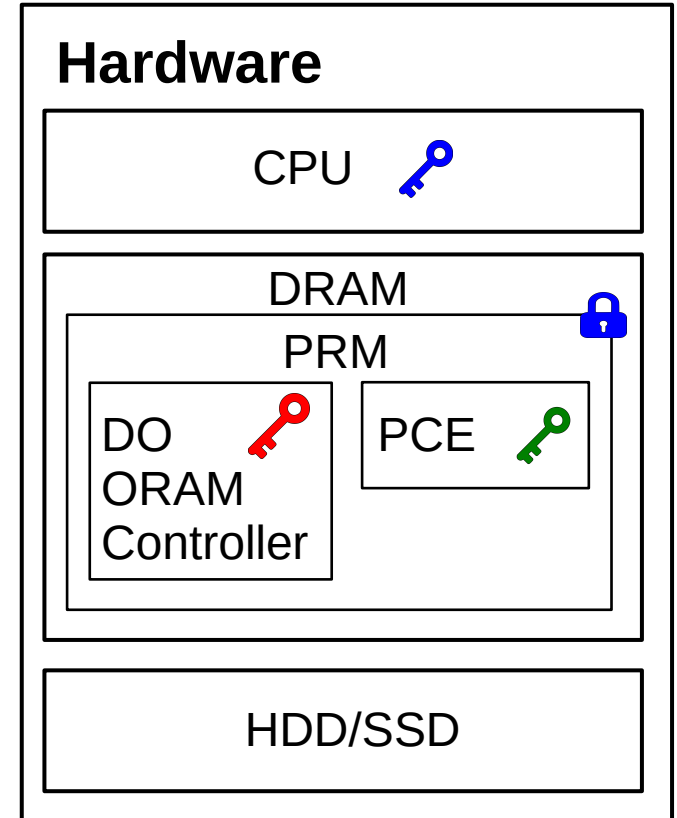 Hardware
CPU
DRAM
PRM
DO
ORAM
Controller
PCE
HDD/SSD